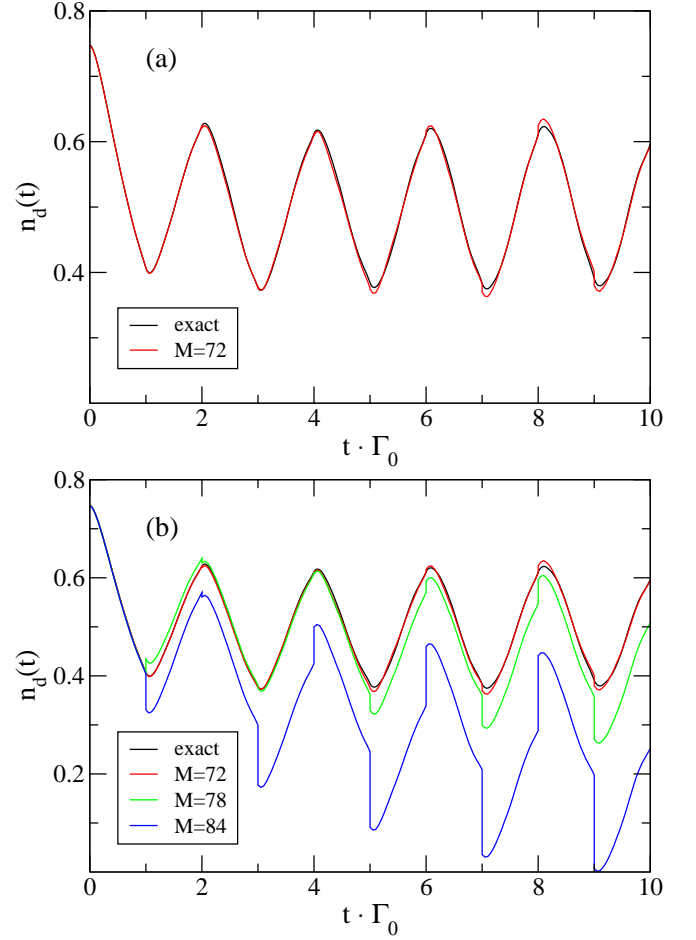 0.8
(a)
0.6
n_d(t)
0.4
exact
M=72
0 2 4 6 8 10
t · Γ₀
0.8
(b)
0.6
n_d(t)
0.4
exact
M=72
0.2
M=78
M=84
0 2 4 6 8 10
t · Γ₀